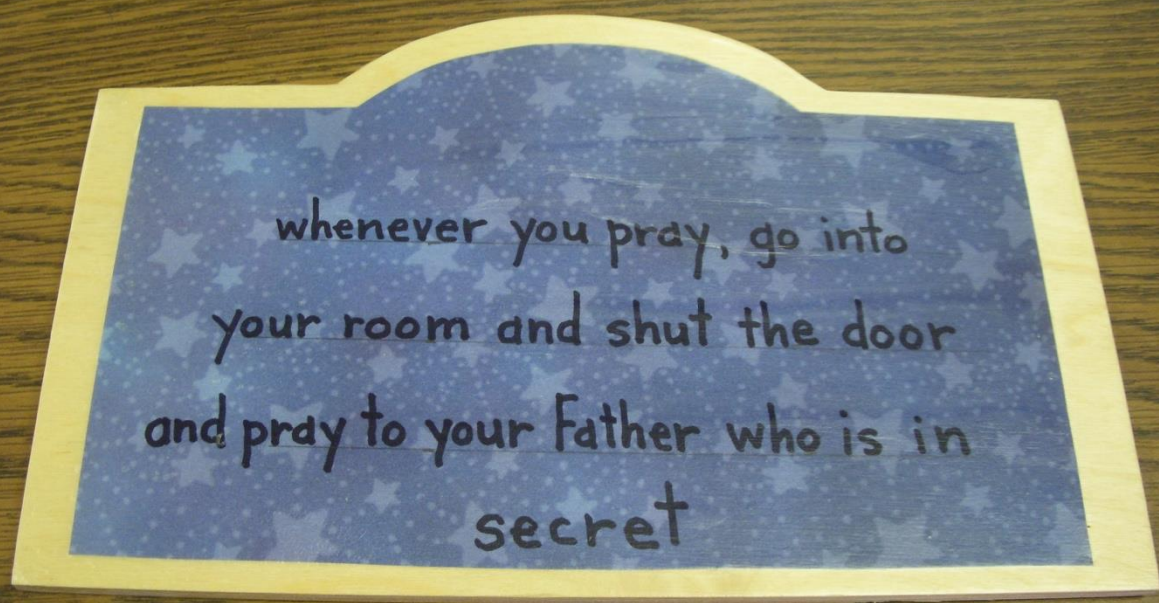 whenever you pray, go into
your room and shut the door
and pray to your Father who is in
secret